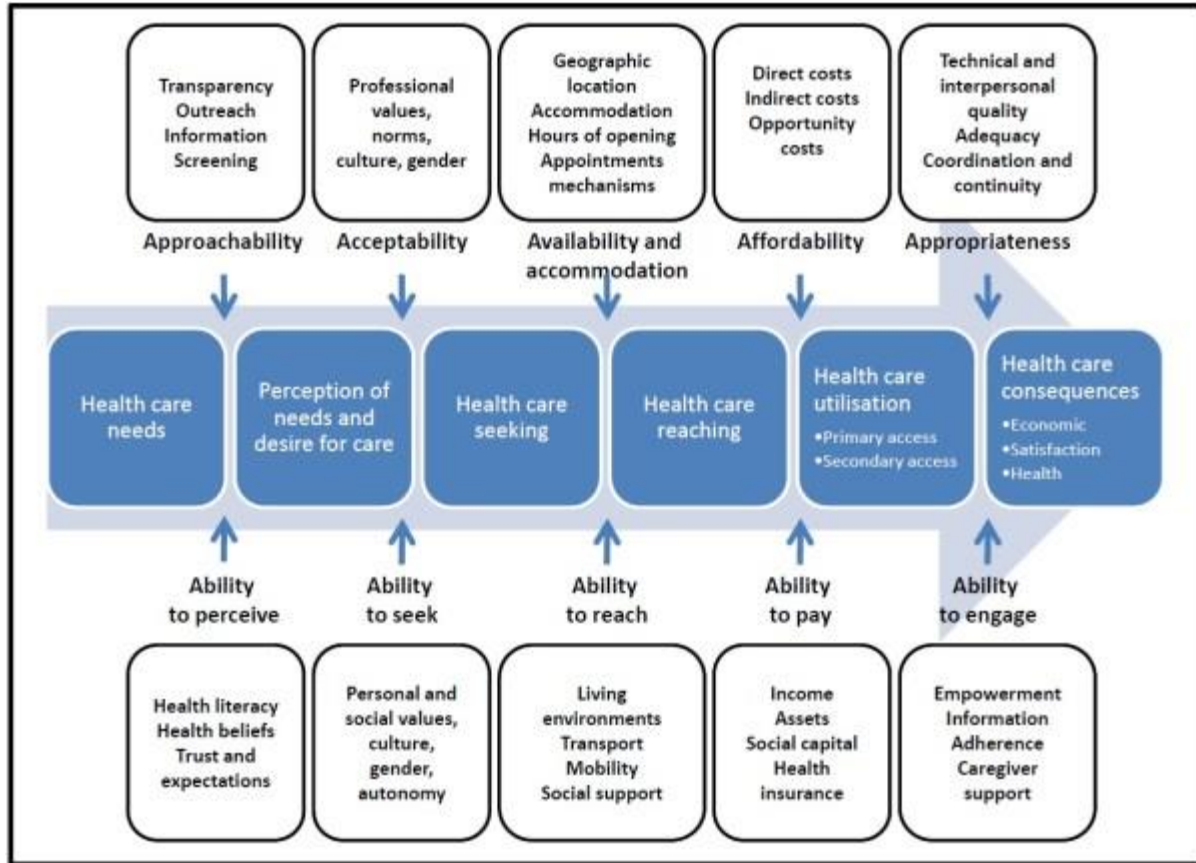 Transparency
Outreach
Information
Screening
Professional
values,
norms,
culture, gender
Geographic
location
Accommodation
Hours of opening
Appointments
mechanisms
Direct costs
Indirect costs
Opportunity
costs
Technical and
interpersonal
quality
Adequacy
Coordination and
continuity
Approachability
Acceptability
Availability and
accommodation
Affordability
Appropriateness
Health care
needs
Perception of
needs and
desire for care
Health care
seeking
Health care
reaching
Health care
utilisation
•Primary access
•Secondary access
Health care
consequences
•Economic
•Satisfaction
•Health
Ability
to perceive
Ability
to seek
Ability
to reach
Ability
to pay
Ability
to engage
Health literacy
Health beliefs
Trust and
expectations
Personal and
social values,
culture,
gender,
autonomy
Living
environments
Transport
Mobility
Social support
Income
Assets
Social capital
Health
insurance
Empowerment
Information
Adherence
Caregiver
support